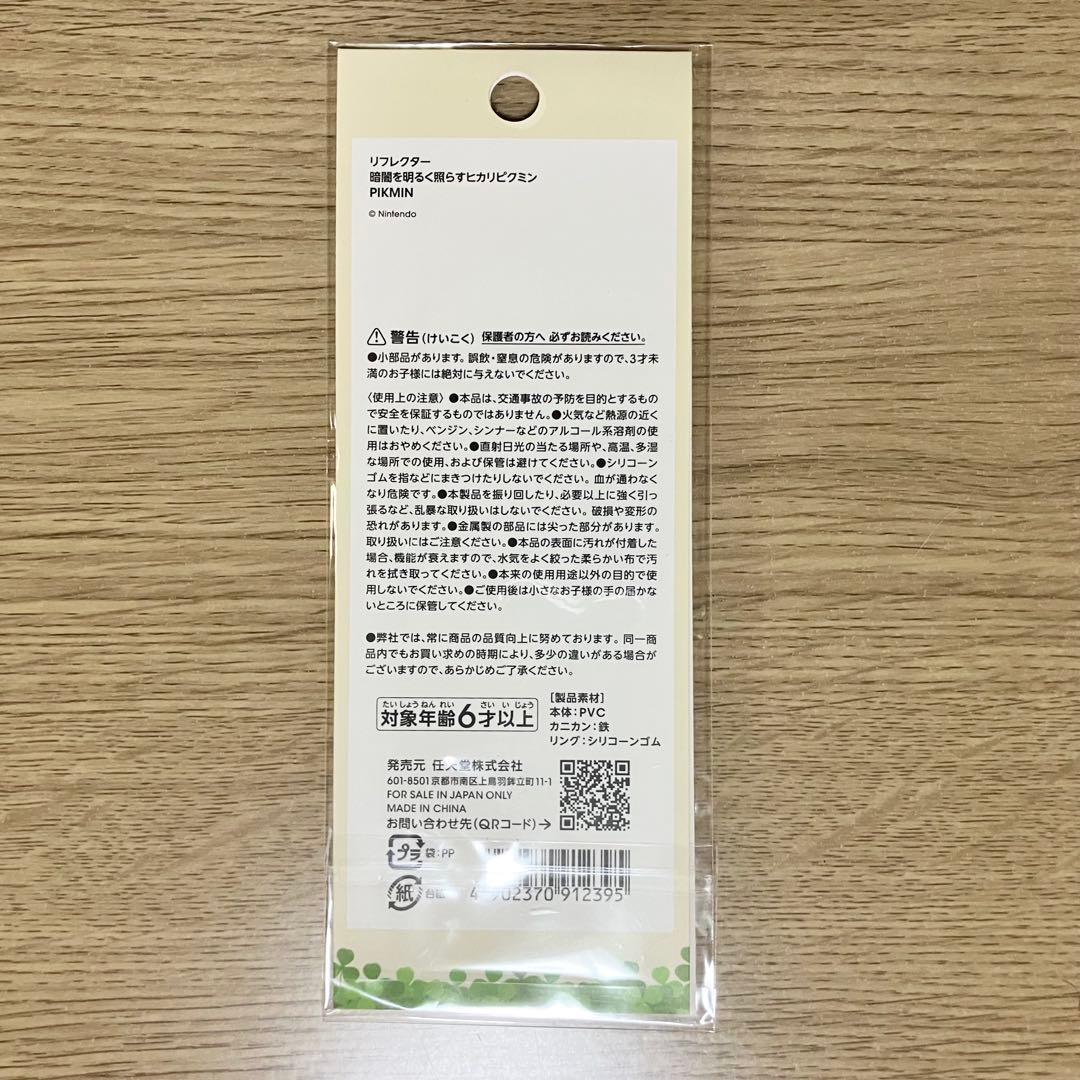 リフレクター
暗闇を明るく照らすヒカリピクミン
PIKMIN
© Nintendo
警告(けいこく) 保護者の方へ 必ずお読みください。
●小部品があります。誤飲・窒息の危険がありますので、3才未
満のお子様には絶対に与えないでください。
〈使用上の注意〉●本品は、交通事故の予防を目的とするもの
で安全を保証するものではありません。●火気など熱源の近く
に置いたり、ベンジン、シンナーなどのアルコール系溶剤の使
用はおやめください。●直射日光の当たる場所や、高温、多湿
な場所での使用、および保管は避けてください。●シリコーン
ゴムを指などにまきつけたりしないでください。血が通わなく
なり危険です。●本製品を振り回したり、必要以上に強く引っ
張るなど、乱暴な取り扱いはしないでください。破損や変形の
恐れがあります。●金属製の部品には尖った部分があります。
取り扱いにはご注意ください。●本品の表面に汚れが付着した
場合、機能が衰えますので、水気をよく絞った柔らかい布で汚
れを拭き取ってください。●本来の使用用途以外の目的で使
用しないでください。●ご使用後は小さなお子様の手の届かな
いところに保管してください。
●弊社では、常に商品の品質向上に努めております。同一商
品内でもお買い求めの時期により、多少の違いがある場合が
ございますので、あらかじめご了承ください。
たいしょうねんれい さい いじょう
対象年齢6才以上
[製品素材]
本体:PVC
カニカン:鉄
リング:シリコーンゴム
発売元 任天堂株式会社
601-8501京都市南区上鳥羽鉾立町11-1
FOR SALE IN JAPAN ONLY
MADE IN CHINA
お問い合わせ先(QRコード)→
プラ 袋:PP
紙
4902370912395